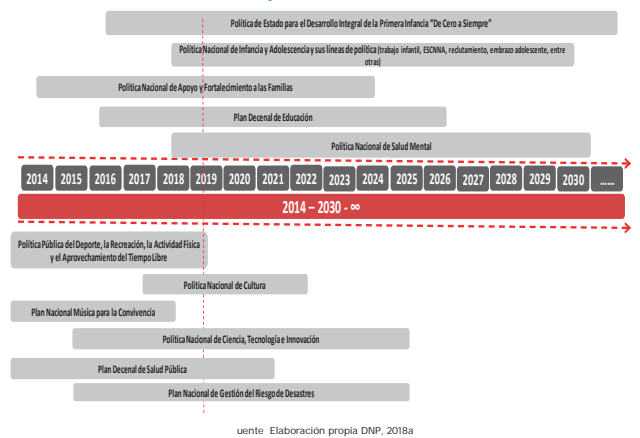 Política de Estado para el Desarrollo Integral de la Primera Infancia "De Cero a Siempre"
Política Nacional de Infancia y Adolescencia y sus líneas de política (trabajo infantil, ESCNNA, reclutamiento, embrazo adolescente, entre
otras)
Política Nacional de Apoyo y Fortalecimiento a las Familias
Plan Decenal de Educación
Política Nacional de Salud Mental
2014 2015 2016 2017 2018 2019 2020 2021 2022 2023 2024 2025 2026 2027 2028 2029 2030 ......
2014 – 2030 - ∞
Política Pública del Deporte, la Recreación, la Actividad Física
y el Aprovechamiento del Tiempo Libre
Política Nacional de Cultura
Plan Nacional Música para la Convivencia
Política Nacional de Ciencia, Tecnología e Innovación
Plan Decenal de Salud Pública
Plan Nacional de Gestión del Riesgo de Desastres
uente Elaboración propia DNP, 2018a